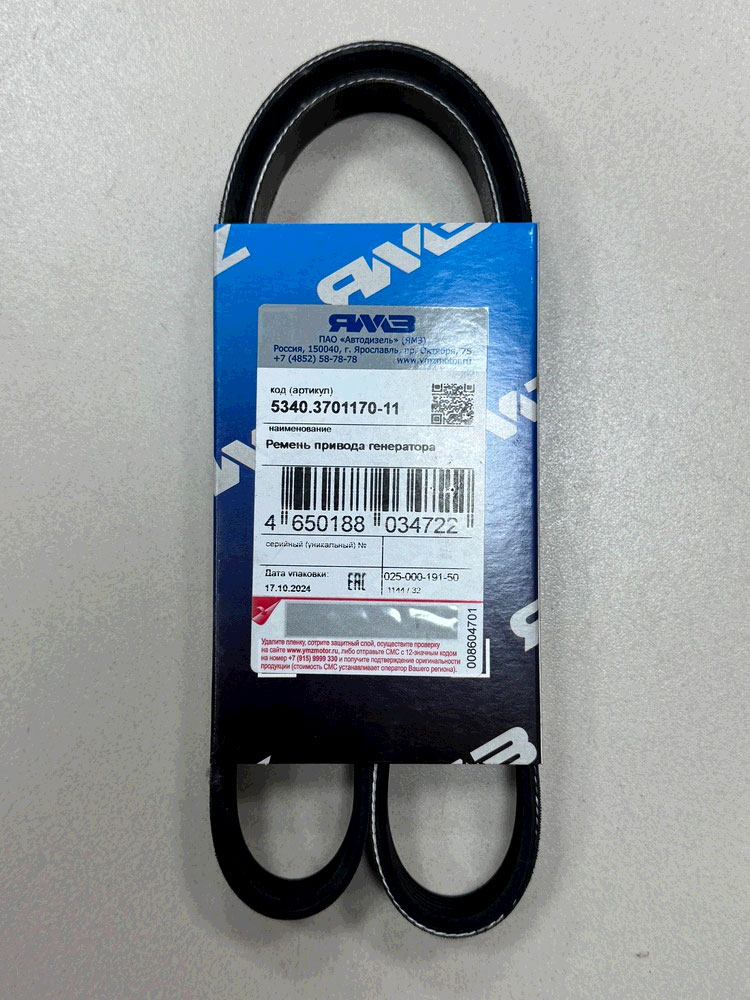 ЯМЗ
ЯМЗ
ПАО «Автодизель» (ЯМЗ)
Россия, 150040, г. Ярославль, пр. Октября, 75
+7 (4852) 58-78-78 www.ymzmotor.ru
код (артикул)
5340.3701170-11
наименование
Ремень привода генератора
4 650188 034722
серийный (уникальный) №
Дата упаковки:
17.10.2024
EAC
025-000-191-50
1144 / 32
Удалите пленку, сотрите защитный слой, осуществите проверку
на сайте www.ymzmotor.ru, либо отправьте СМС с 12-значным кодом
на номер +7 (915) 9999 330 и получите подтверждение оригинальности
продукции (стоимость СМС устанавливает оператор Вашего региона).
008604701